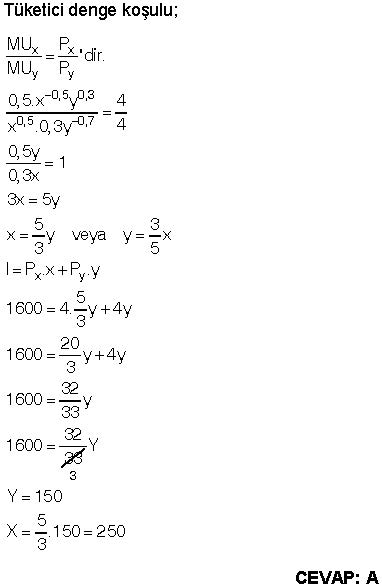 Tüketici denge koşulu;
MUx/MUy = Px/Py 'dir.
0,5.x^-0,5 y^0,3 / x^0,5.0,3y^-0,7 = 4/4
0,5y/0,3x = 1
3x = 5y
x = 5/3 y veya y = 3/5 x
I = Px.x + Py.y
1600 = 4. 5/3 y + 4y
1600 = 20/3 y + 4y
1600 = 32/33 y
1600 = 32/33 Y
3
Y = 150
X = 5/3 .150 = 250
CEVAP: A